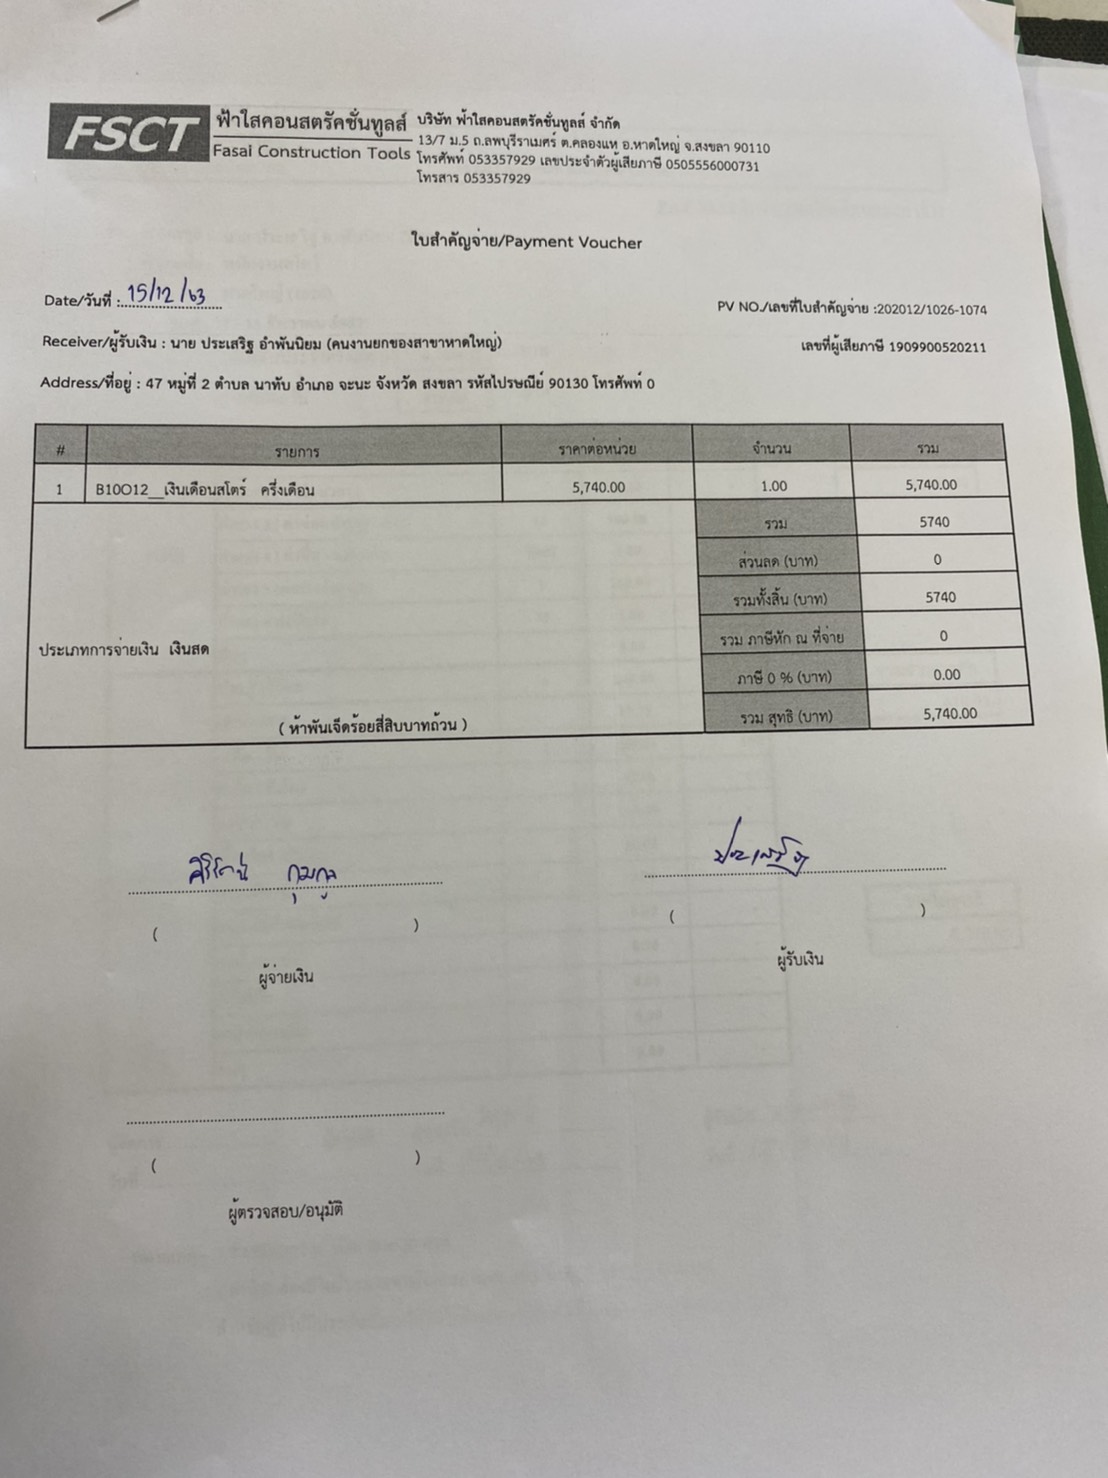 FSCT
ฟ้าใสคอนสตรัคชั่นทูลส์
Fasai Construction Tools
บริษัท ฟ้าใสคอนสตรัคชั่นทูลส์ จำกัด
13/7 ม.5 ถ.ลพบุรีราเมศร์ ต.คลองแห อ.หาดใหญ่ จ.สงขลา 90110
โทรศัพท์ 053357929 เลขประจำตัวผู้เสียภาษี 0505556000731
โทรสาร 053357929
ใบสำคัญจ่าย/Payment Voucher
Date/วันที่ : 15/12/63
PV NO./เลขที่ใบสำคัญจ่าย :202012/1026-1074
Receiver/ผู้รับเงิน : นาย ประเสริฐ อำพันนิยม (คนงานยกของสาขาหาดใหญ่)
เลขที่ผู้เสียภาษี 1909900520211
Address/ที่อยู่ : 47 หมู่ที่ 2 ตำบล นาทับ อำเภอ จะนะ จังหวัด สงขลา รหัสไปรษณีย์ 90130 โทรศัพท์ 0
# รายการ ราคาต่อหน่วย จำนวน รวม
1 B10O12__เงินเดือนสโตร์ ครึ่งเดือน 5,740.00 1.00 5,740.00
รวม 5740
ส่วนลด (บาท) 0
รวมทั้งสิ้น (บาท) 5740
รวม ภาษีหัก ณ ที่จ่าย 0
ประเภทการจ่ายเงิน เงินสด
ภาษี 0 % (บาท) 0.00
( ห้าพันเจ็ดร้อยสี่สิบบาทถ้วน )
รวม สุทธิ (บาท) 5,740.00
ประเสริฐ
( )
( )
ผู้จ่ายเงิน
ผู้รับเงิน
( )
ผู้ตรวจสอบ/อนุมัติ